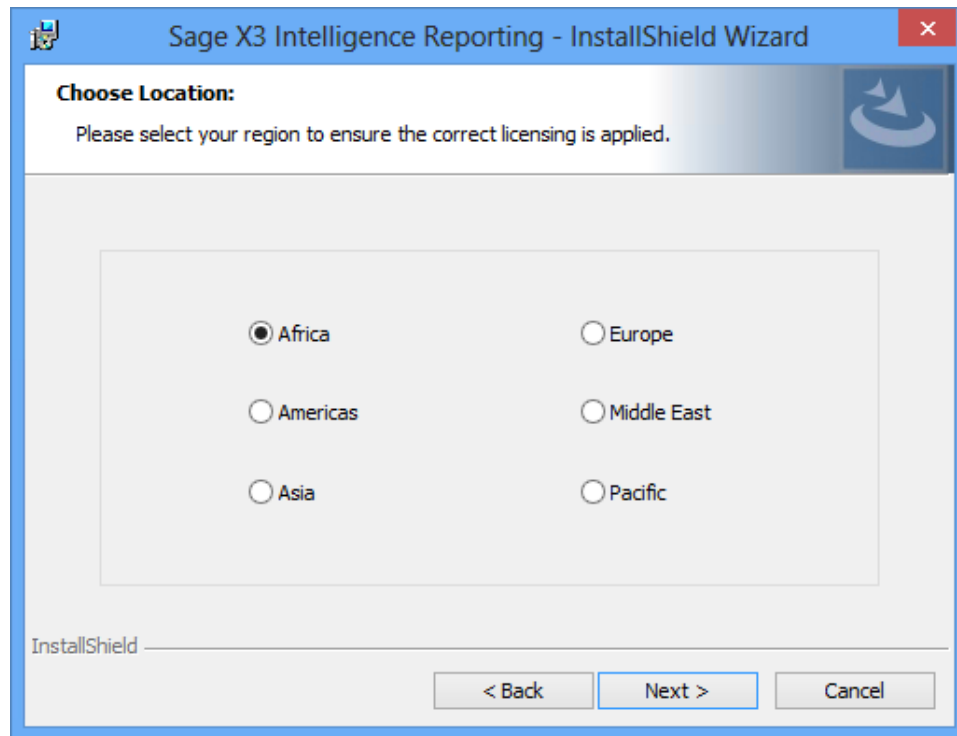 Sage X3 Intelligence Reporting - InstallShield Wizard
Choose Location:
Please select your region to ensure the correct licensing is applied.
Africa
Europe
Americas
Middle East
Asia
Pacific
InstallShield
< Back
Next >
Cancel